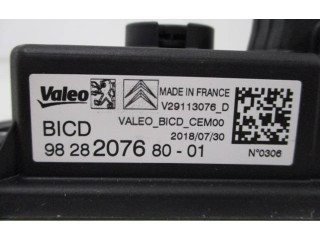 Valeo MADE IN FRANCE
V29113076_D
BICD VALEO_BICD_CEM00
2018/07/30
98 28 2076 80 - 01 N°0306